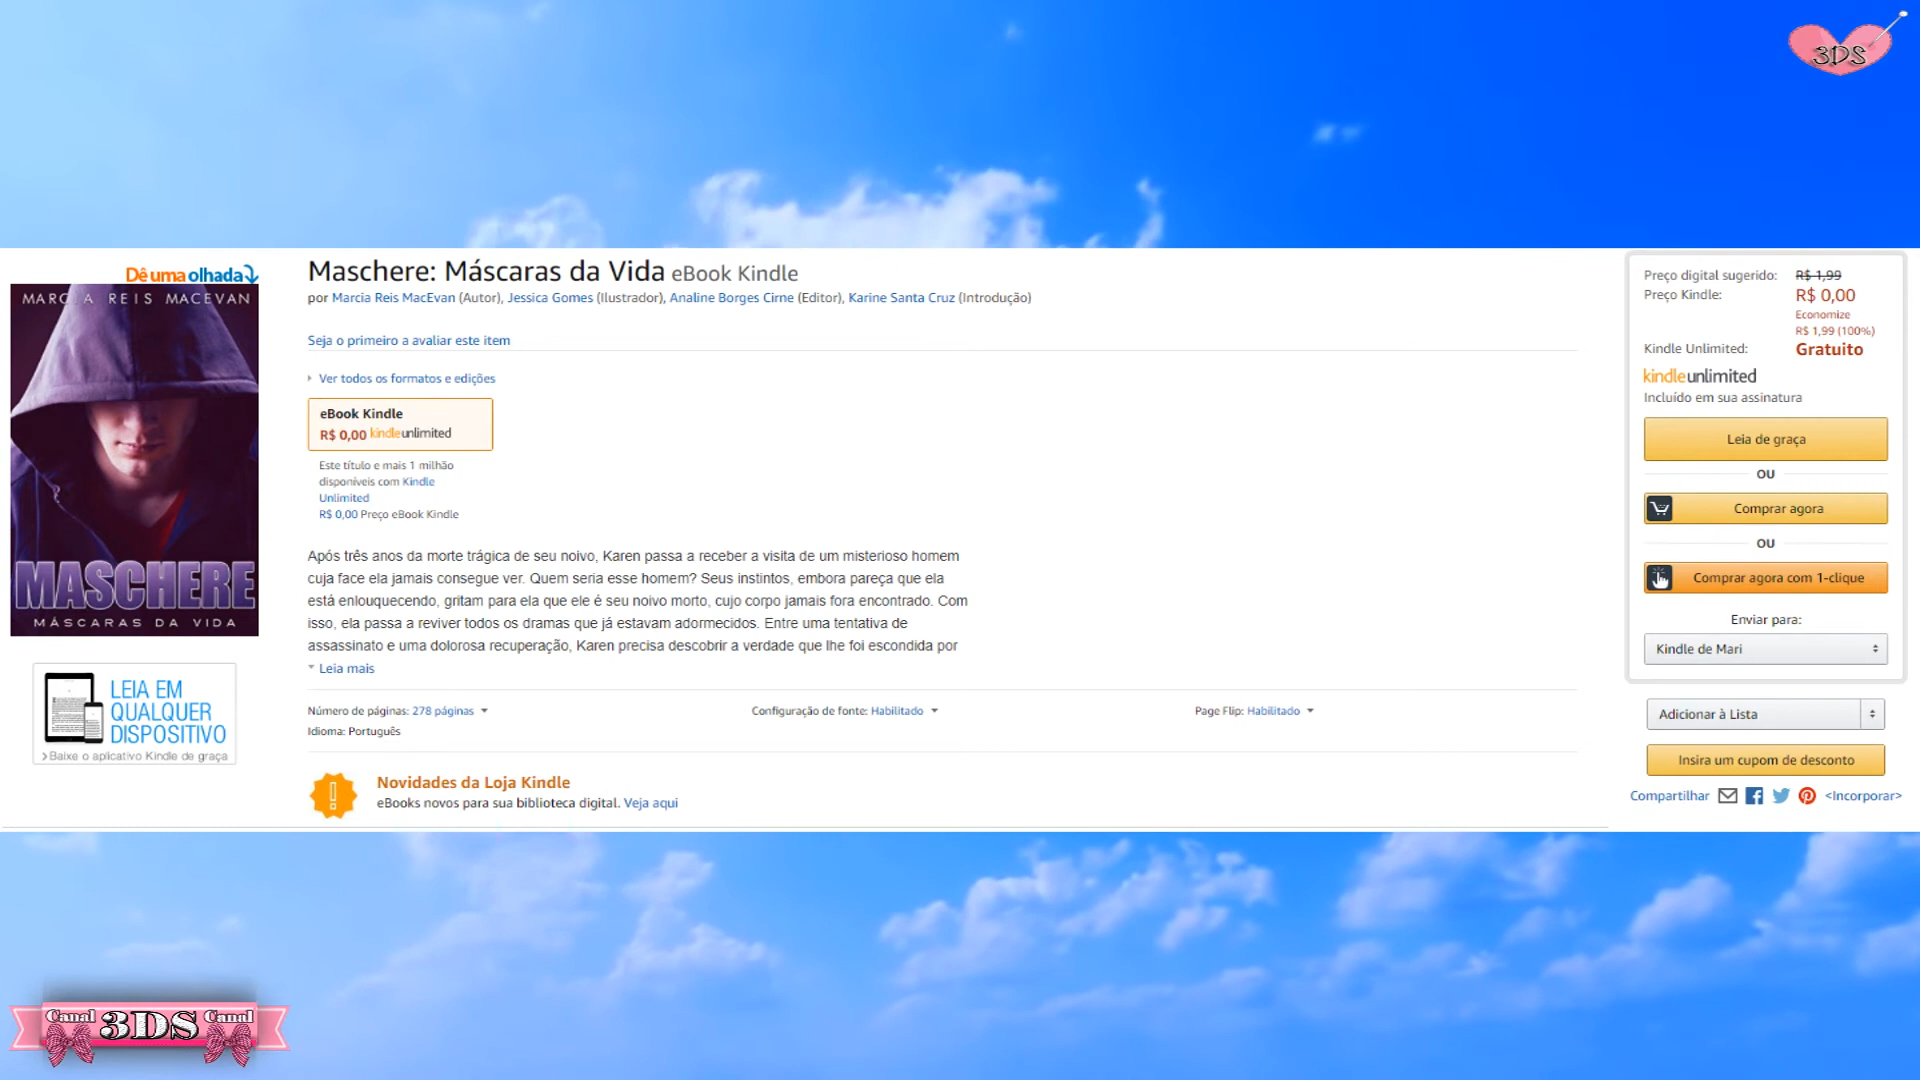 3DS
Dê uma olhada
MARCIA REIS MACEVAN
MASCHERE
MÁSCARAS DA VIDA
LEIA EM
QUALQUER
DISPOSITIVO
Baixe o aplicativo Kindle de graça
Maschere: Máscaras da Vida eBook Kindle
por Marcia Reis MacEvan (Autor), Jessica Gomes (Ilustrador), Analine Borges Cirne (Editor), Karine Santa Cruz (Introdução)
Seja o primeiro a avaliar este item
Ver todos os formatos e edições
eBook Kindle
R$ 0,00 kindleunlimited
Este título e mais 1 milhão
disponíveis com Kindle
Unlimited
R$ 0,00 Preço eBook Kindle
Após três anos da morte trágica de seu noivo, Karen passa a receber a visita de um misterioso homem
cuja face ela jamais consegue ver. Quem seria esse homem? Seus instintos, embora pareça que ela
está enlouquecendo, gritam para ela que ele é seu noivo morto, cujo corpo jamais fora encontrado. Com
isso, ela passa a reviver todos os dramas que já estavam adormecidos. Entre uma tentativa de
assassinato e uma dolorosa recuperação, Karen precisa descobrir a verdade que lhe foi escondida por
Leia mais
Número de páginas: 278 páginas
Configuração de fonte: Habilitado
Page Flip: Habilitado
Idioma: Português
Novidades da Loja Kindle
eBooks novos para sua biblioteca digital. Veja aqui
Preço digital sugerido: R$ 1,99
Preço Kindle: R$ 0,00
Economize
R$ 1,99 (100%)
Kindle Unlimited: Gratuito
kindleunlimited
Incluído em sua assinatura
Leia de graça
OU
Comprar agora
OU
Comprar agora com 1-clique
Enviar para:
Kindle de Mari
Adicionar à Lista
Insira um cupom de desconto
Compartilhar <Incorporar>
Canal 3DS Canal